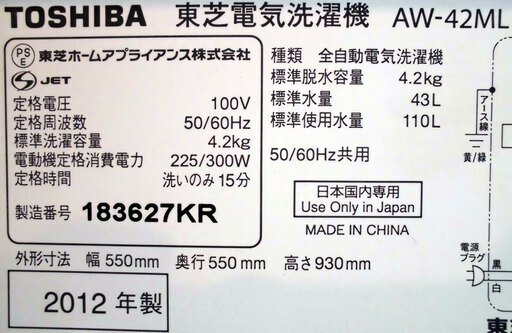 TOSHIBA 東芝電気洗濯機 AW-42ML
PS
E
東芝ホームアプライアンス株式会社
JET
定格電圧 100V
定格周波数 50/60Hz
標準洗濯容量 4.2kg
電動機定格消費電力 225/300W
定格時間 洗いのみ15分
製造番号 183627KR
種類 全自動電気洗濯機
標準脱水容量 4.2kg
標準水量 43L
標準使用水量 110L
50/60Hz共用
日本国内専用
Use Only in Japan
MADE IN CHINA
アース線
黄/緑
電源
プラグ
黒
白
外形寸法 幅 550mm 奥行 550mm 高さ 930mm
2012 年製